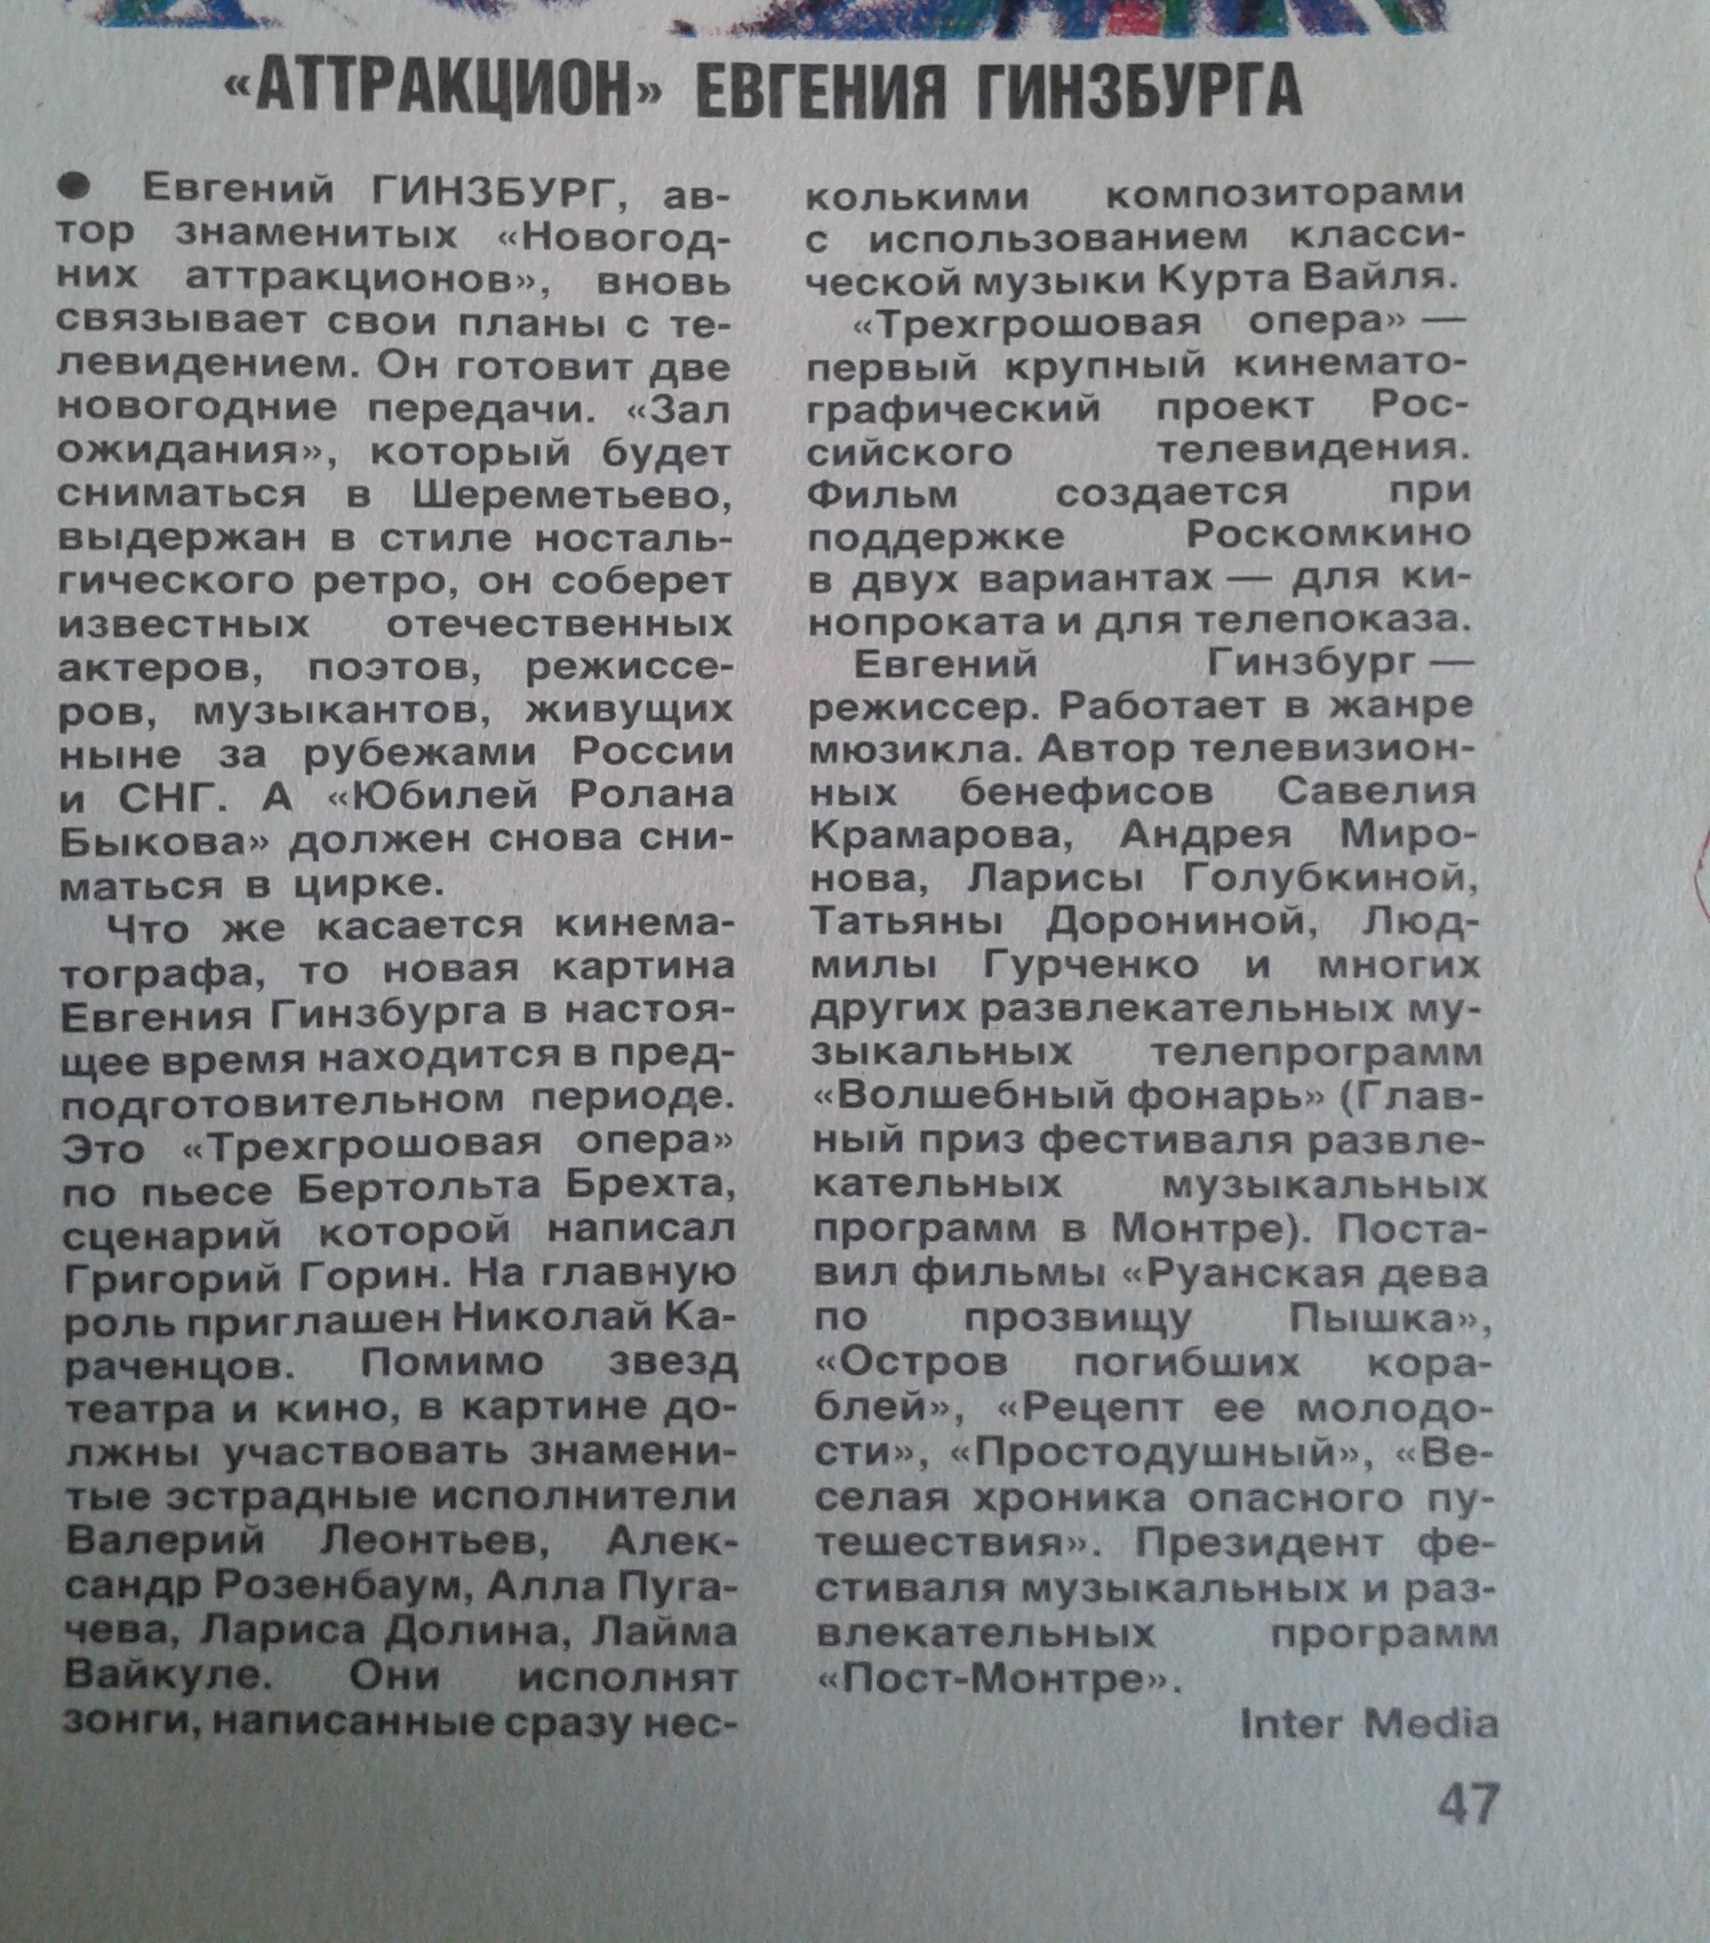 «АТТРАКЦИОН» ЕВГЕНИЯ ГИНЗБУРГА
● Евгений ГИНЗБУРГ, ав-
тор знаменитых «Новогод-
них аттракционов», вновь
связывает свои планы с те-
левидением. Он готовит две
новогодние передачи. «Зал
ожидания», который будет
сниматься в Шереметьево,
выдержан в стиле носталь-
гического ретро, он соберет
известных отечественных
актеров, поэтов, режиссе-
ров, музыкантов, живущих
ныне за рубежами России
и СНГ. А «Юбилей Ролана
Быкова» должен снова сни-
маться в цирке.
Что же касается кинема-
тографа, то новая картина
Евгения Гинзбурга в настоя-
щее время находится в пред-
подготовительном периоде.
Это «Трехгрошовая опера»
по пьесе Бертольта Брехта,
сценарий которой написал
Григорий Горин. На главную
роль приглашен Николай Ка-
раченцов. Помимо звезд
театра и кино, в картине до-
лжны участвовать знамени-
тые эстрадные исполнители
Валерий Леонтьев, Алек-
сандр Розенбаум, Алла Пуга-
чева, Лариса Долина, Лайма
Вайкуле. Они исполнят
зонги, написанные сразу нес-
колькими композиторами
с использованием класси-
ческой музыки Курта Вайля.
«Трехгрошовая опера» —
первый крупный кинемато-
графический проект Рос-
сийского телевидения.
Фильм создается при
поддержке Роскомкино
в двух вариантах — для ки-
нопроката и для телепоказа.
Евгений Гинзбург —
режиссер. Работает в жанре
мюзикла. Автор телевизион-
ных бенефисов Савелия
Крамарова, Андрея Миро-
нова, Ларисы Голубкиной,
Татьяны Дорониной, Люд-
милы Гурченко и многих
других развлекательных му-
зыкальных телепрограмм
«Волшебный фонарь» (Глав-
ный приз фестиваля развле-
кательных музыкальных
программ в Монтре). Поста-
вил фильмы «Руанская дева
по прозвищу Пышка»,
«Остров погибших кора-
блей», «Рецепт ее молодо-
сти», «Простодушный», «Ве-
селая хроника опасного пу-
тешествия». Президент фе-
стиваля музыкальных и раз-
влекательных программ
«Пост-Монтре».
Inter Media
47